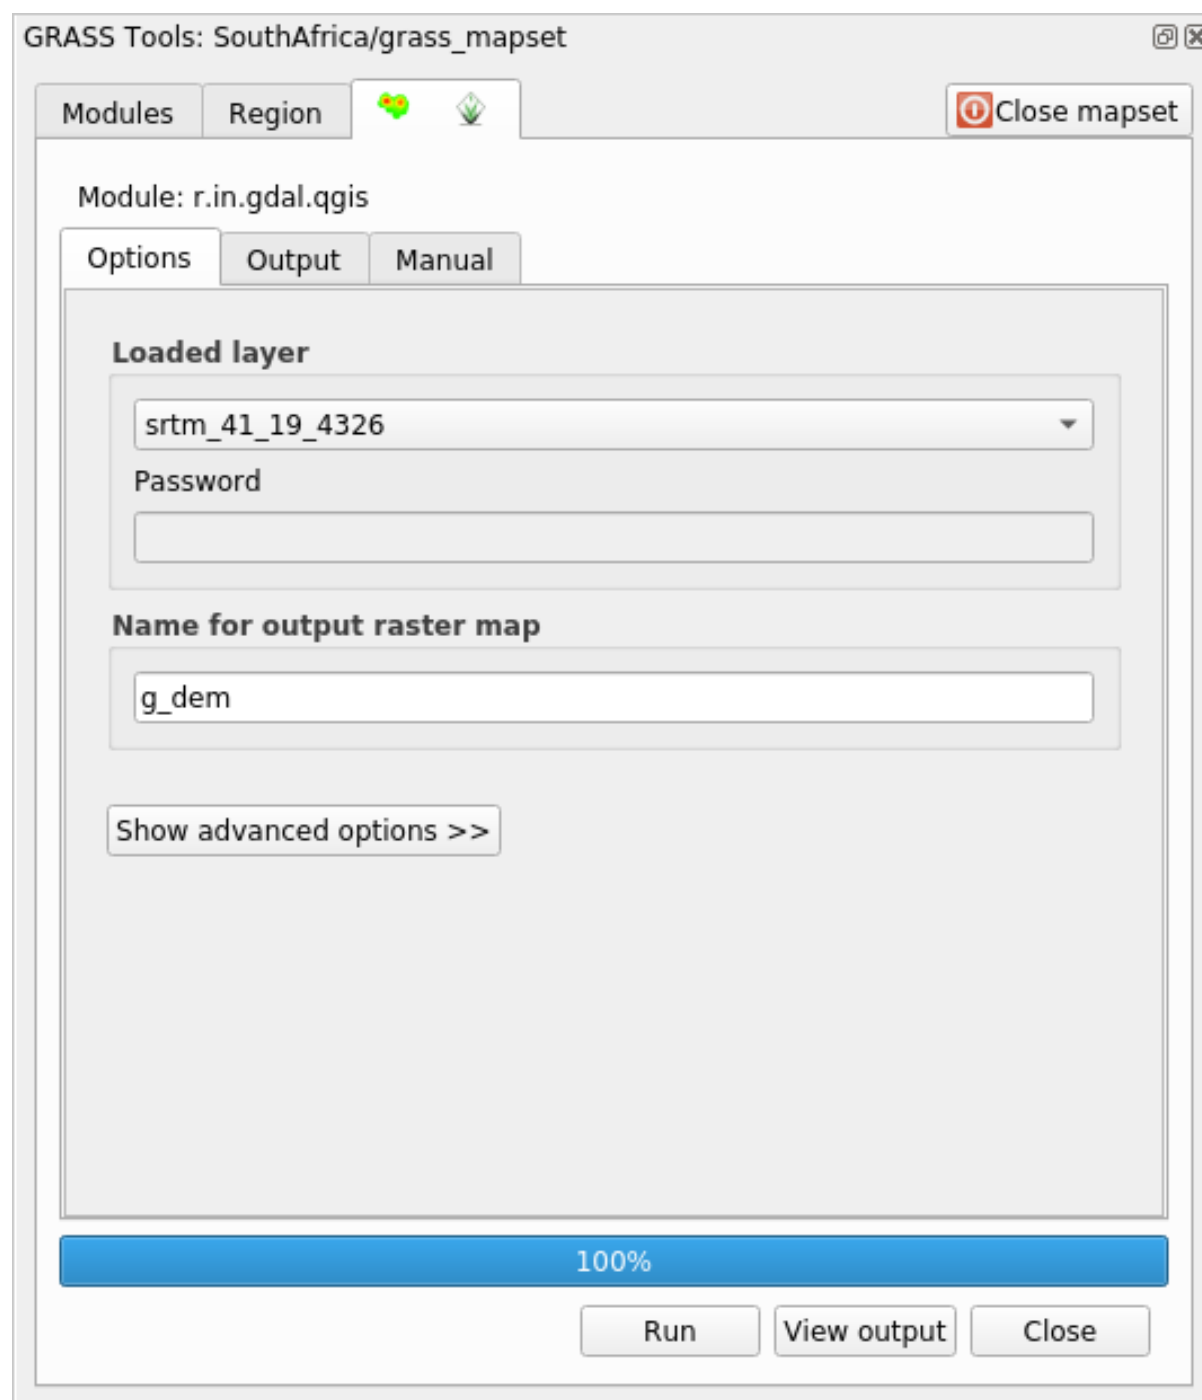 GRASS Tools: SouthAfrica/grass_mapset
Modules Region Close mapset
Module: r.in.gdal.qgis
Options Output Manual
Loaded layer
srtm_41_19_4326
Password
Name for output raster map
g_dem
Show advanced options >>
100%
Run View output Close